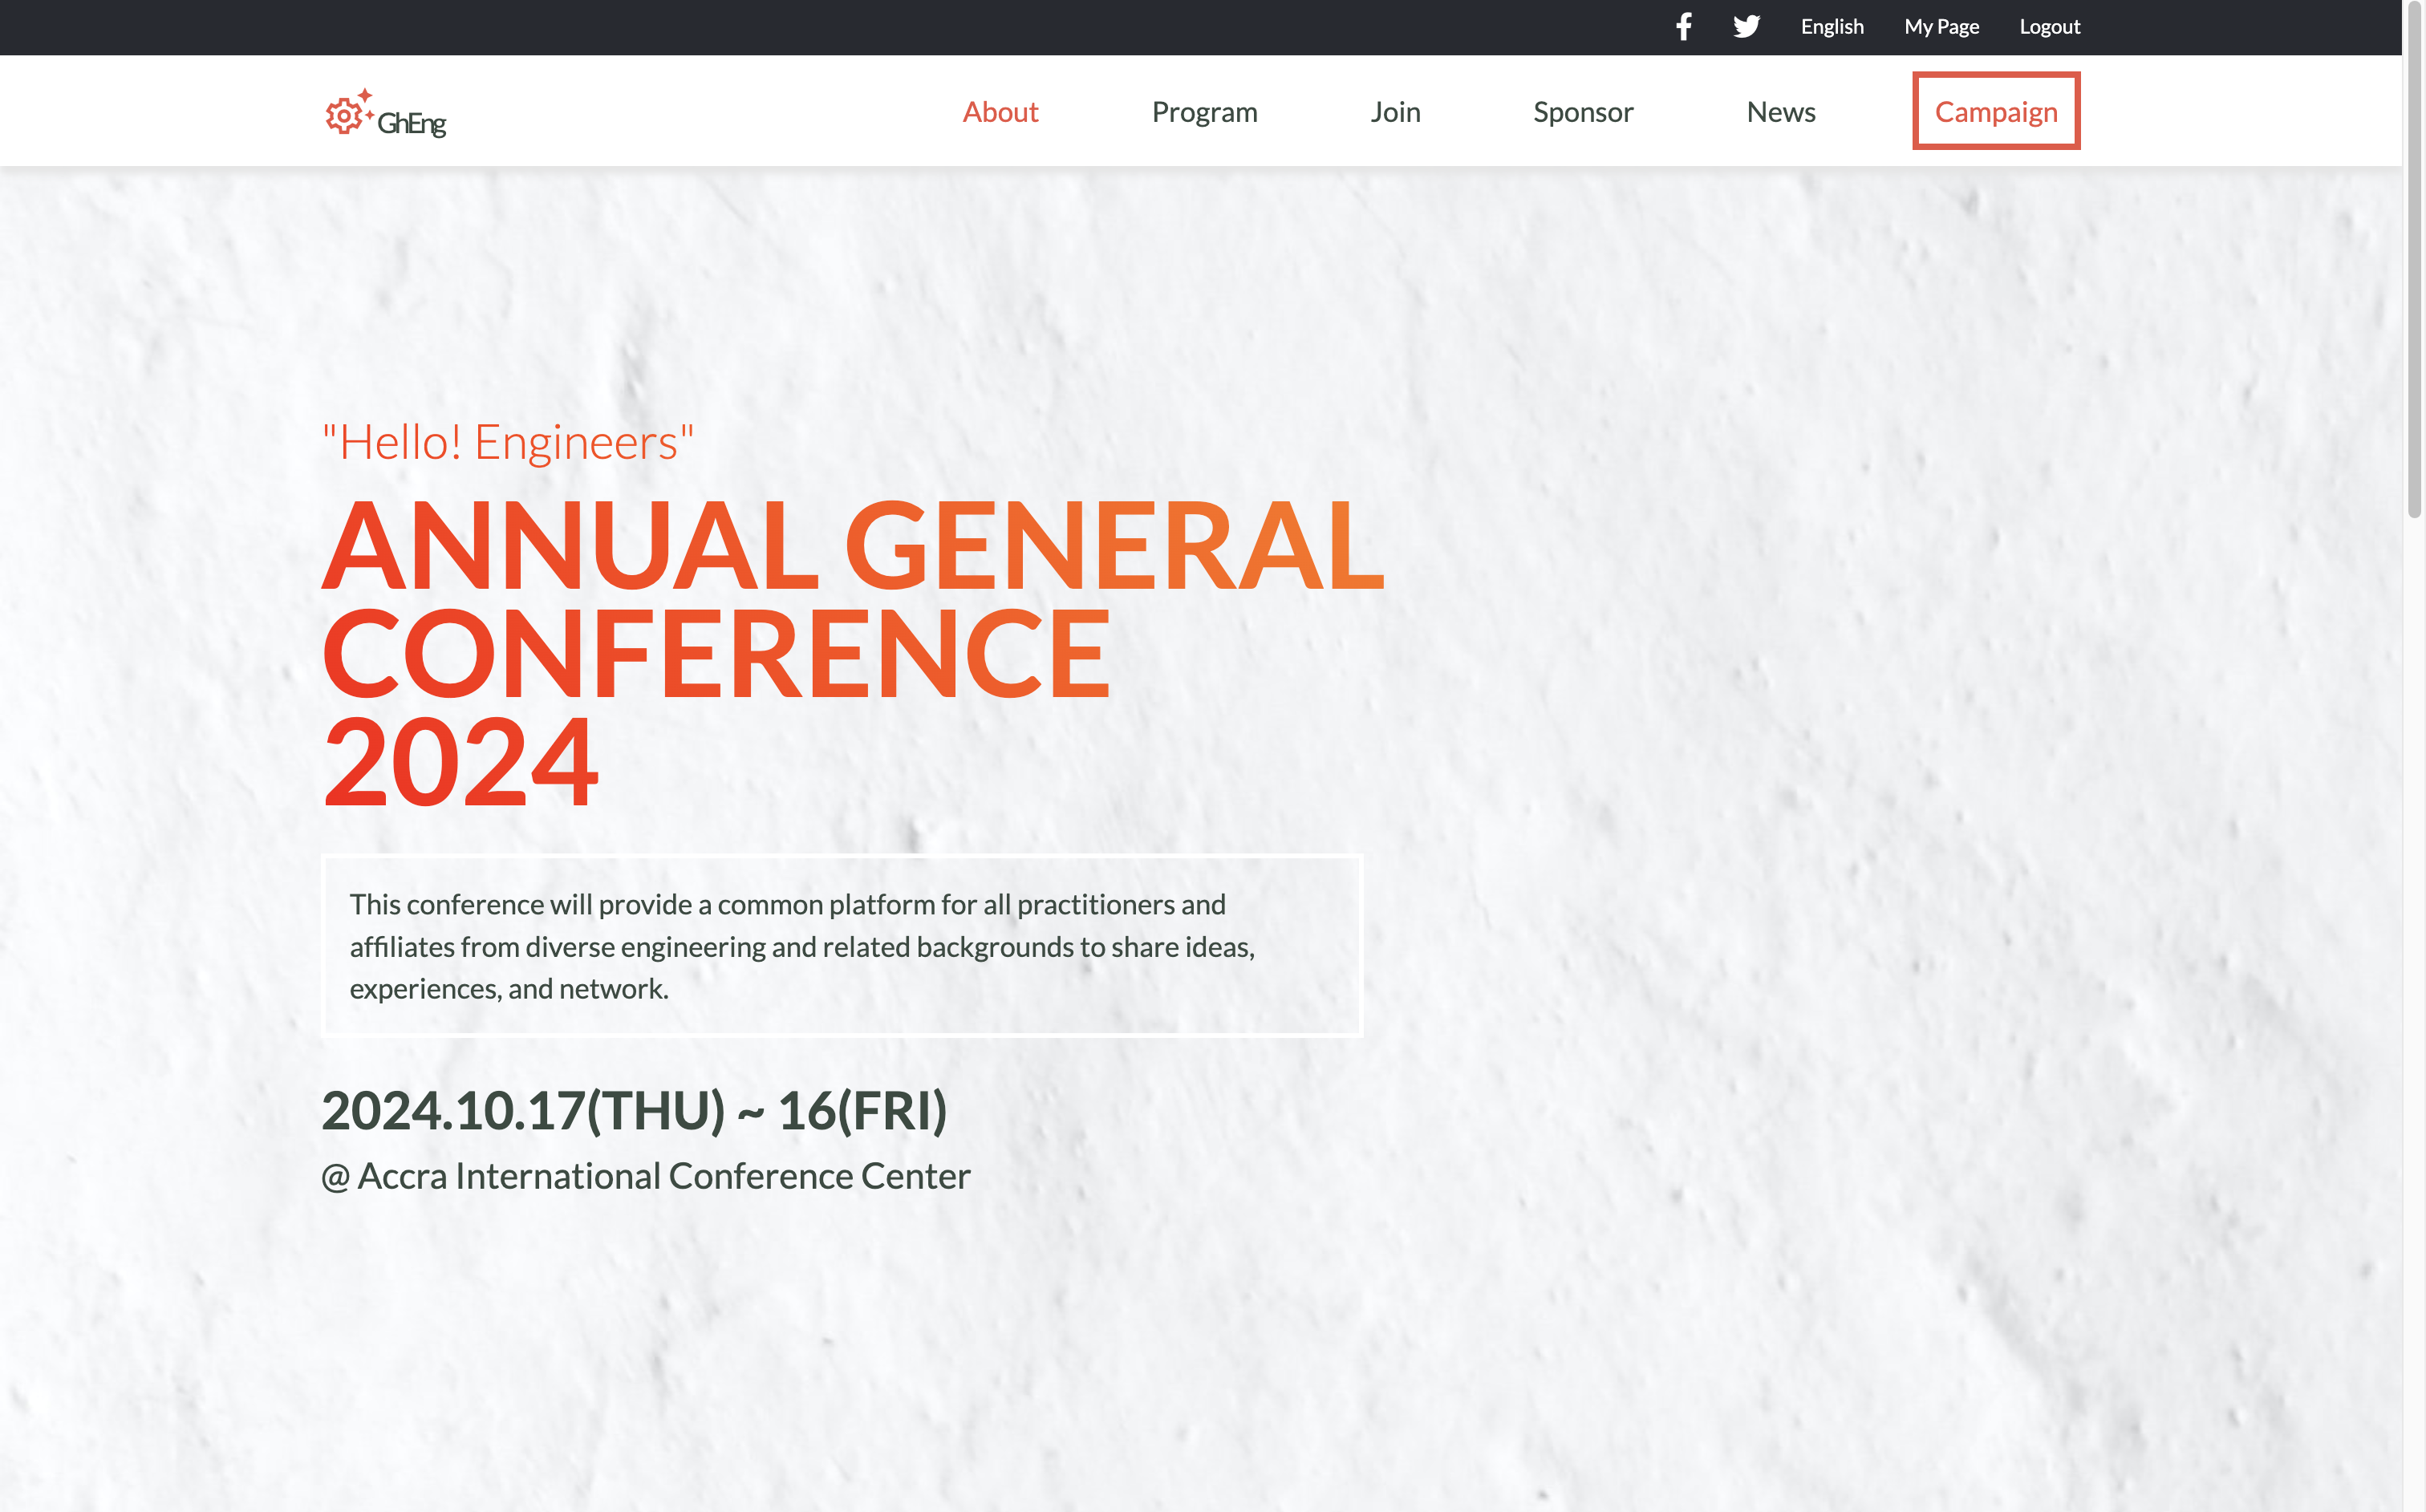 English My Page Logout
GhEng About Program Join Sponsor News Campaign
"Hello! Engineers"
ANNUAL GENERAL
CONFERENCE
2024
This conference will provide a common platform for all practitioners and
affiliates from diverse engineering and related backgrounds to share ideas,
experiences, and network.
2024.10.17(THU) ~ 16(FRI)
@ Accra International Conference Center